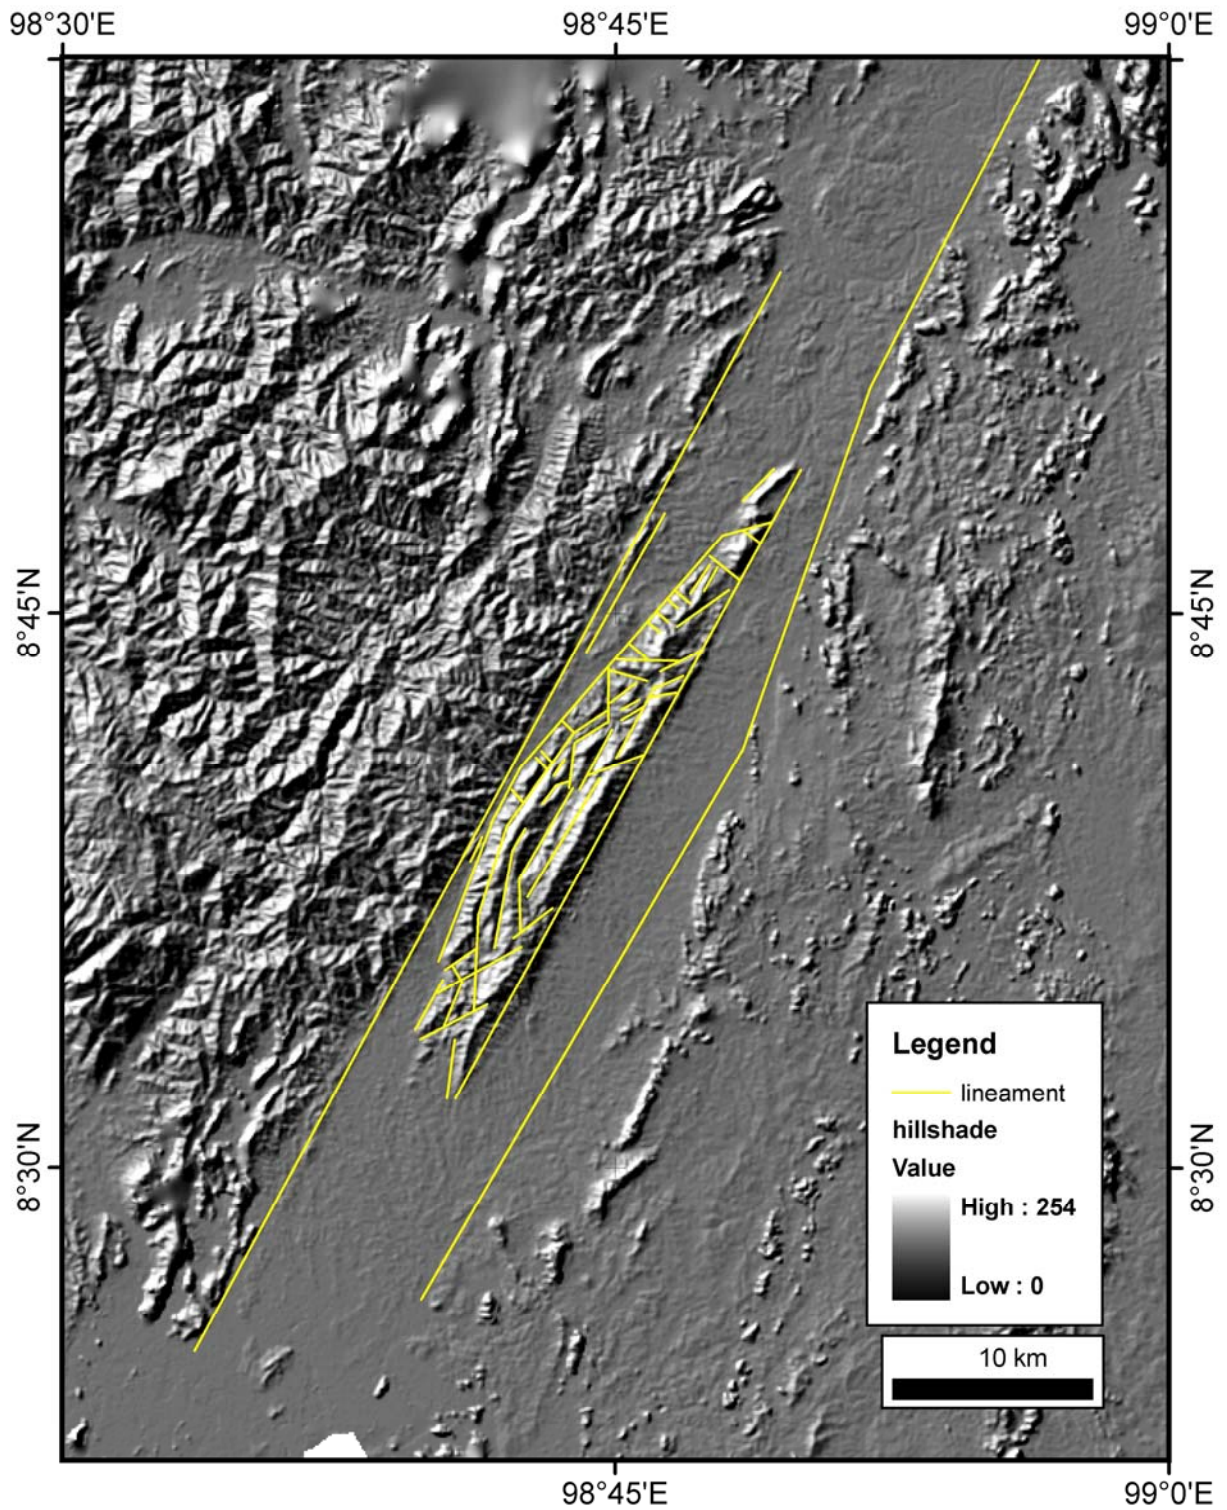 98°30'E 98°45'E 99°0'E
8°45'N 8°45'N
Legend
lineament
hillshade
Value
High : 254
Low : 0
8°30'N 8°30'N
10 km
98°45'E 99°0'E